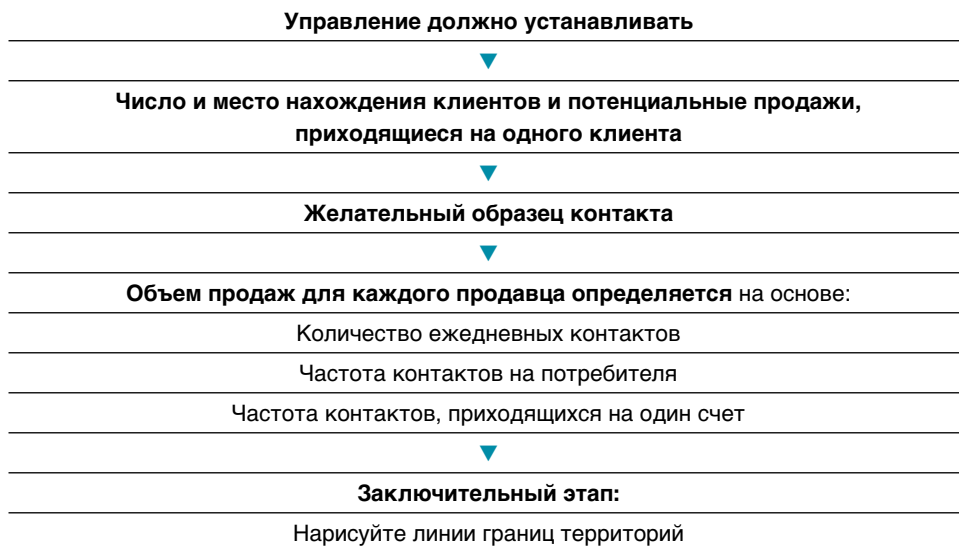 Управление должно устанавливать
Число и место нахождения клиентов и потенциальные продажи,
приходящиеся на одного клиента
Желательный образец контакта
Объем продаж для каждого продавца определяется на основе:
Количество ежедневных контактов
Частота контактов на потребителя
Частота контактов, приходящихся на один счет
Заключительный этап:
Нарисуйте линии границ территорий